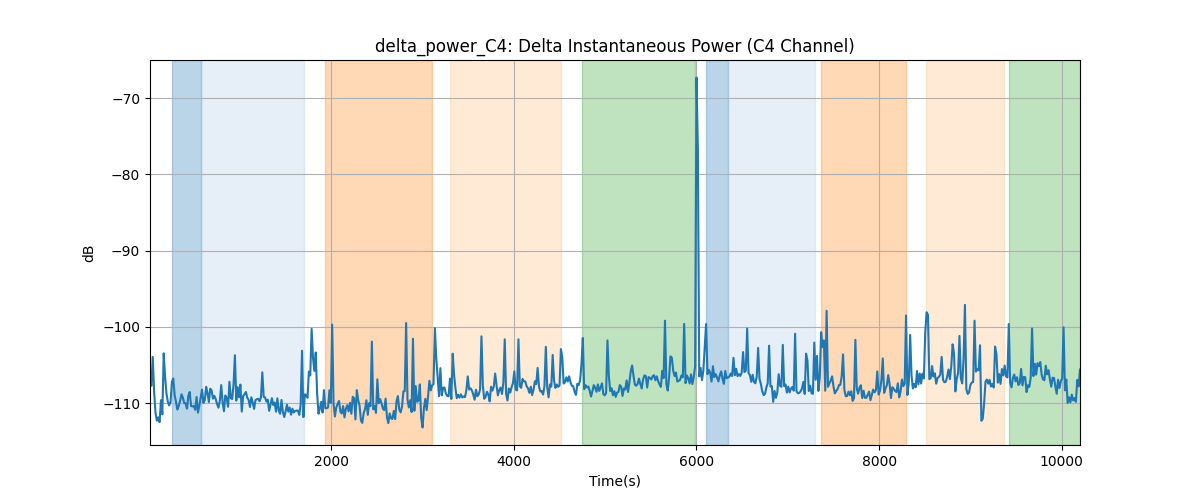 delta_power_C4: Delta Instantaneous Power (C4 Channel)
−70
−80
−90
−100
−110
dB
2000 4000 6000 8000 10000
Time(s)